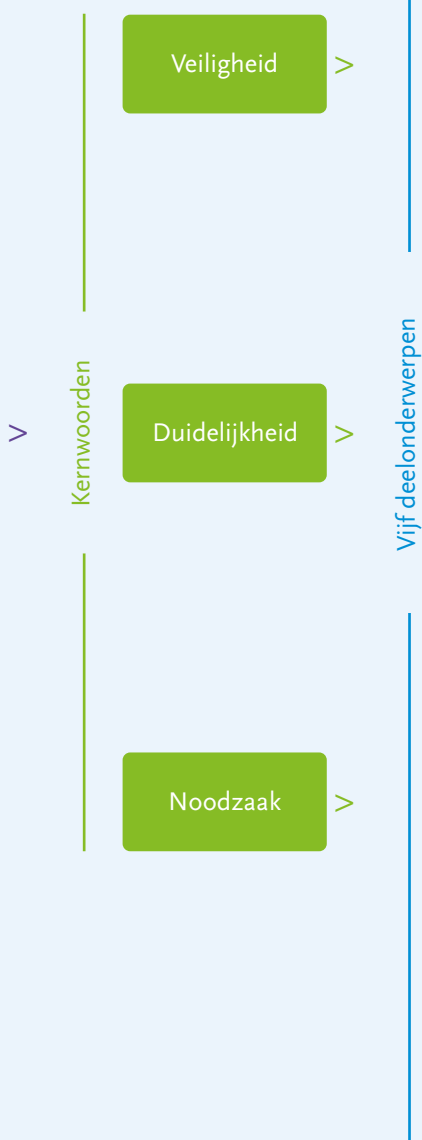 >
Kernwoorden
Veiligheid >
Duidelijkheid >
Noodzaak >
Vijf deelonderwerpen